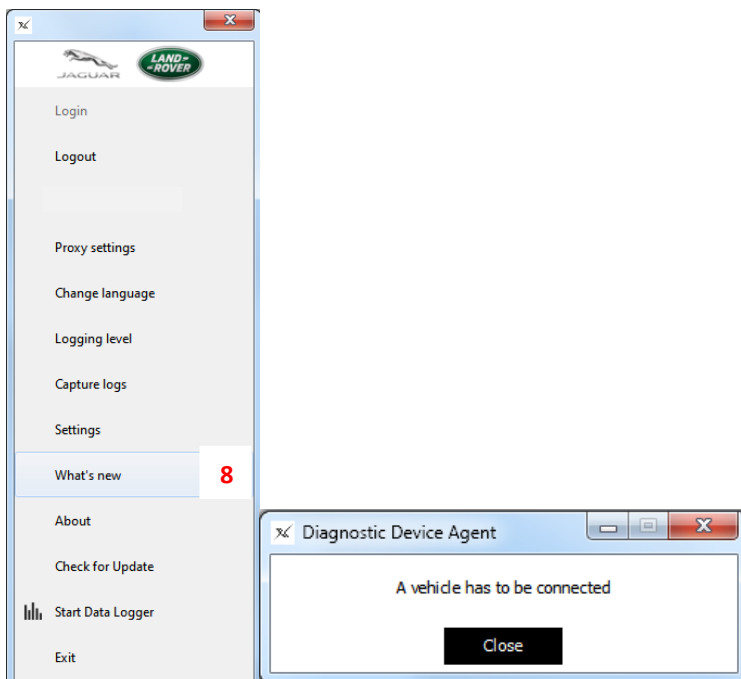 JAGUAR
LAND-
-ROVER
Login
Logout
Proxy settings
Change language
Logging level
Capture logs
Settings
What's new
8
About
Check for Update
Start Data Logger
Exit
Diagnostic Device Agent
A vehicle has to be connected
Close